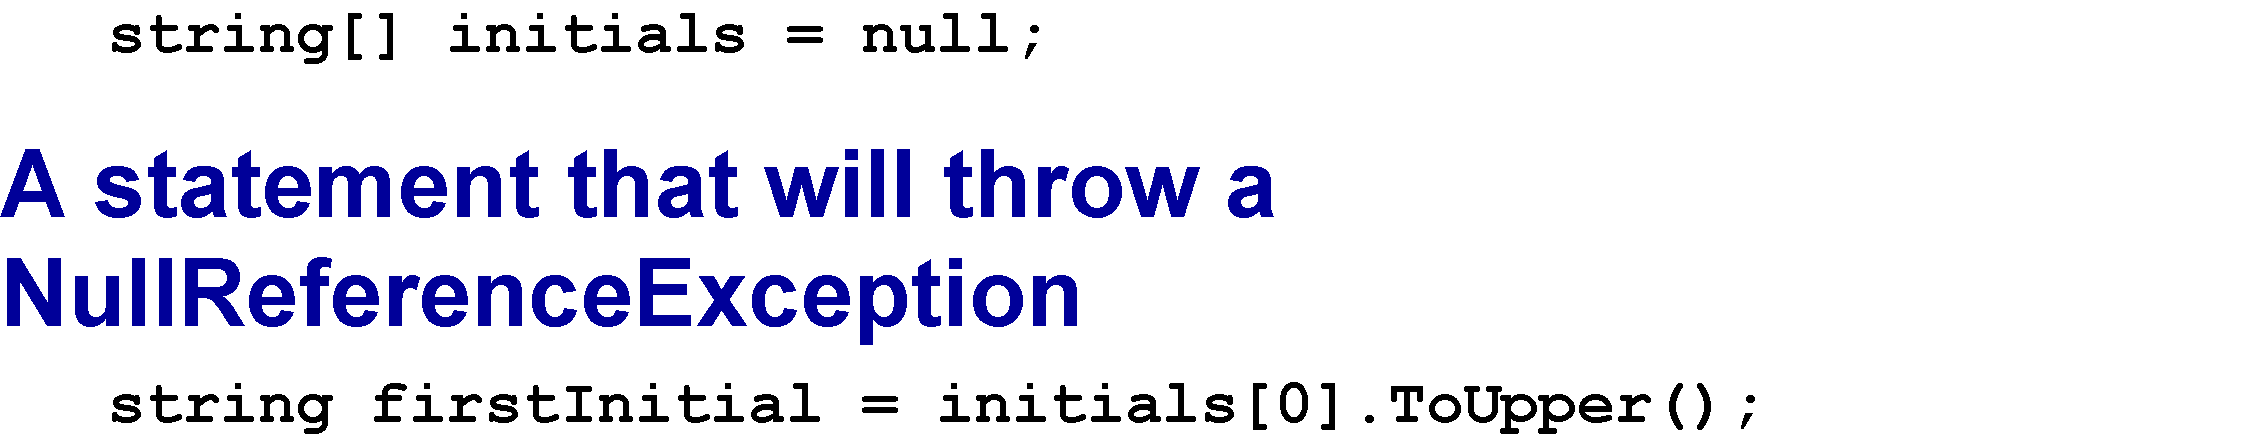 string[] initials = null;
A statement that will throw a
NullReferenceException
string firstInitial = initials[0].ToUpper();